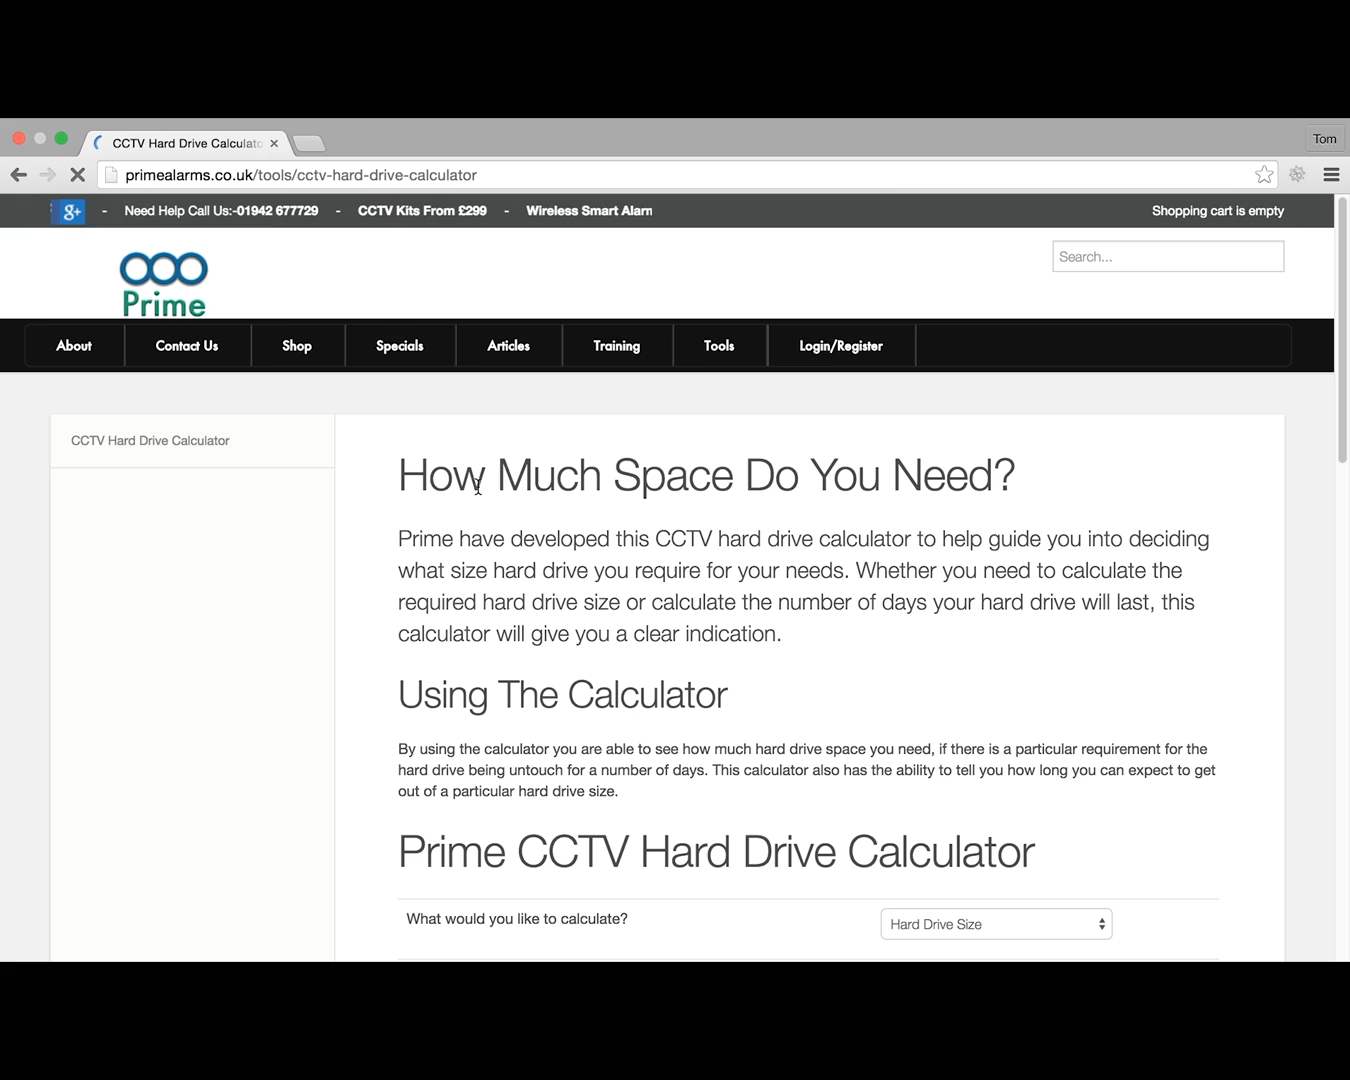 CCTV Hard Drive Calculato
Tom
primealarms.co.uk/tools/cctv-hard-drive-calculator
g+ - Need Help Call Us:-01942 677729 - CCTV Kits From £299 - Wireless Smart Alarm
Shopping cart is empty
Search...
Prime
About Contact Us Shop Specials Articles Training Tools Login/Register
CCTV Hard Drive Calculator
How Much Space Do You Need?
Prime have developed this CCTV hard drive calculator to help guide you into deciding
what size hard drive you require for your needs. Whether you need to calculate the
required hard drive size or calculate the number of days your hard drive will last, this
calculator will give you a clear indication.
Using The Calculator
By using the calculator you are able to see how much hard drive space you need, if there is a particular requirement for the
hard drive being untouch for a number of days. This calculator also has the ability to tell you how long you can expect to get
out of a particular hard drive size.
Prime CCTV Hard Drive Calculator
What would you like to calculate?
Hard Drive Size